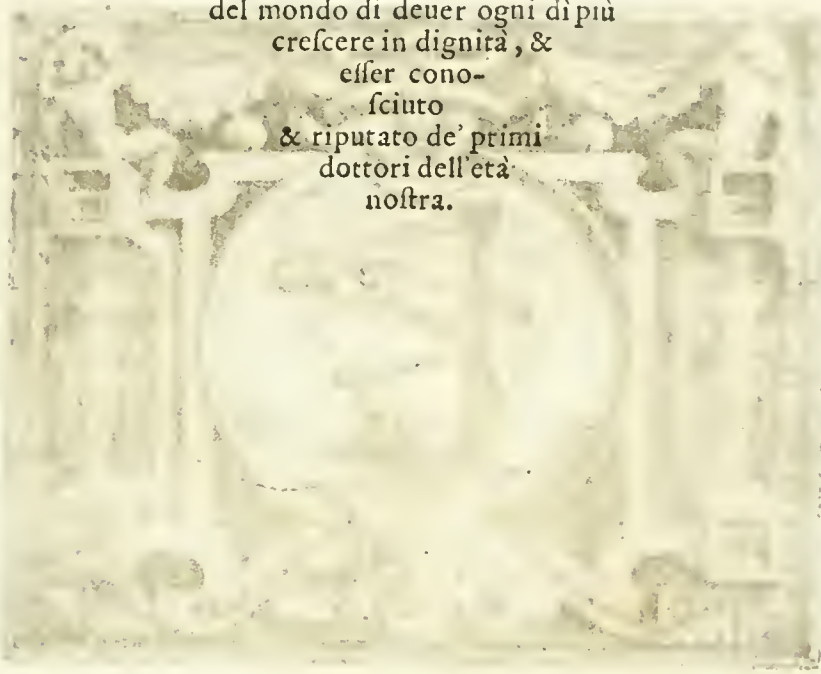 del mondo di deuer ogni dì più
creſcere in dignità, &
eſſer cono-
ſciuto
& riputato de' primi
dottori dell'età
noſtra.